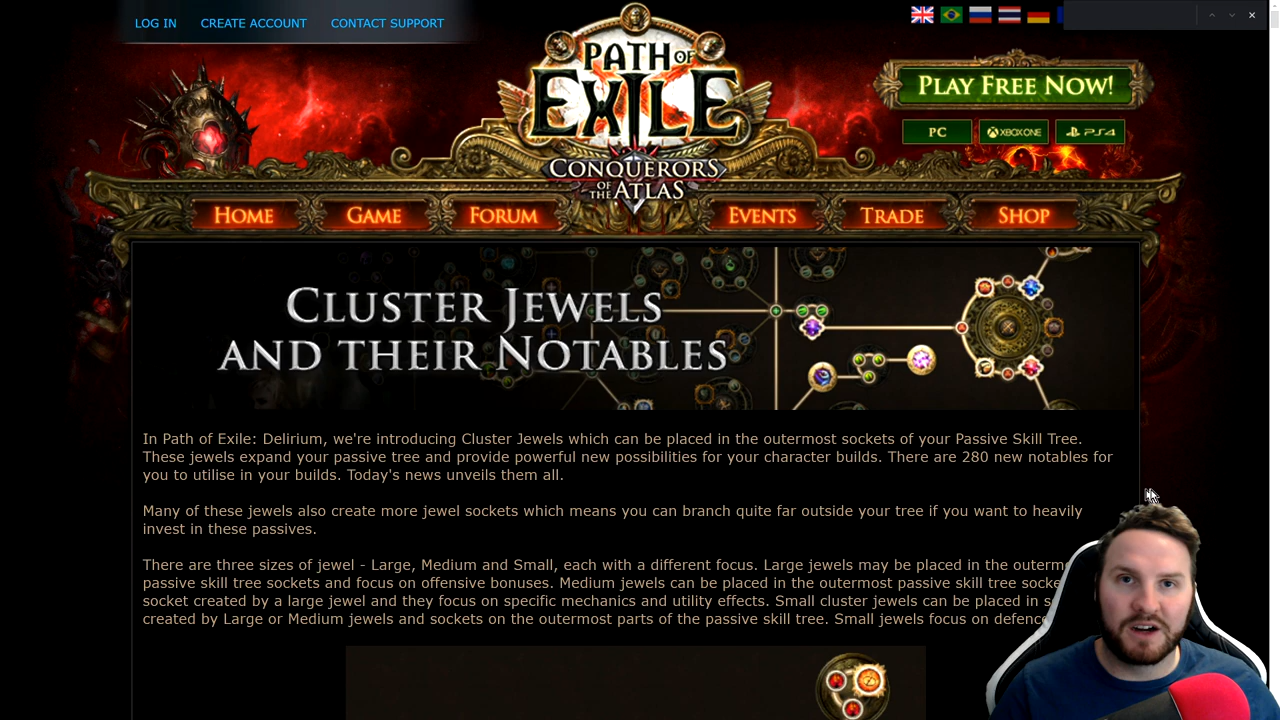 LOG IN
CREATE ACCOUNT
CONTACT SUPPORT
PATH OF
EXILE
CONQUERORS
OF THE
ATLAS
PLAY FREE NOW!
PC
XBOX ONE
PS4
HOME
GAME
FORUM
EVENTS
TRADE
SHOP
CLUSTER JEWELS
AND THEIR NOTABLES
In Path of Exile: Delirium, we're introducing Cluster Jewels which can be placed in the outermost sockets of your Passive Skill Tree.
These jewels expand your passive tree and provide powerful new possibilities for your character builds. There are 280 new notables for
you to utilise in your builds. Today's news unveils them all.
Many of these jewels also create more jewel sockets which means you can branch quite far outside your tree if you want to heavily
invest in these passives.
There are three sizes of jewel - Large, Medium and Small, each with a different focus. Large jewels may be placed in the
passive skill tree sockets and focus on offensive bonuses. Medium jewels can be placed in the outermost passive skill tree
socket created by a large jewel and they focus on specific mechanics and utility effects. Small cluster jewels can be placed in
created by Large or Medium jewels and sockets on the outermost parts of the passive skill tree. Small jewels focus on